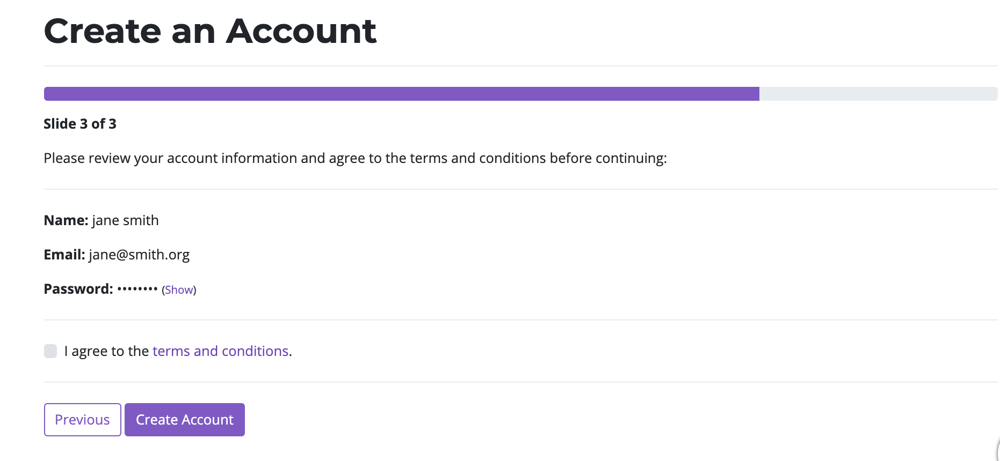 Create an Account
Slide 3 of 3
Please review your account information and agree to the terms and conditions before continuing:
Name: jane smith
Email: jane@smith.org
Password: •••••••• (Show)
I agree to the terms and conditions.
Previous
Create Account